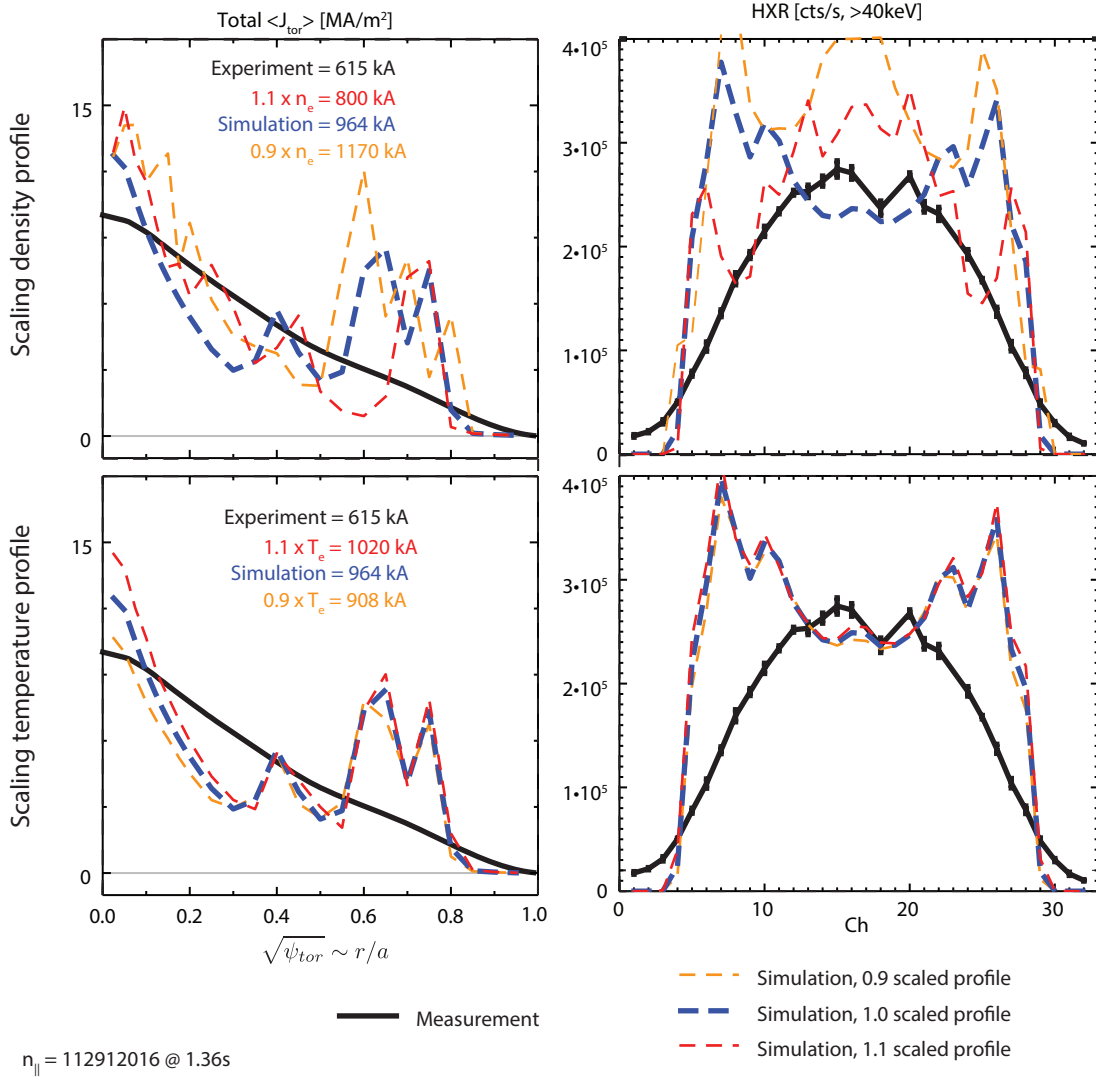 Total <J_tor> [MA/m²]
HXR [cts/s, >40keV]
Scaling density profile
15
0
Experiment = 615 kA
1.1 x n_e = 800 kA
Simulation = 964 kA
0.9 x n_e = 1170 kA
4•10⁵
3•10⁵
2•10⁵
1•10⁵
0
Scaling temperature profile
15
0
Experiment = 615 kA
1.1 x T_e = 1020 kA
Simulation = 964 kA
0.9 x T_e = 908 kA
4•10⁵
3•10⁵
2•10⁵
1•10⁵
0
0.0 0.2 0.4 0.6 0.8 1.0
√ψ_tor ~ r/a
0 10 20 30
Ch
Measurement
Simulation, 0.9 scaled profile
Simulation, 1.0 scaled profile
Simulation, 1.1 scaled profile
n_|| = 112912016 @ 1.36s